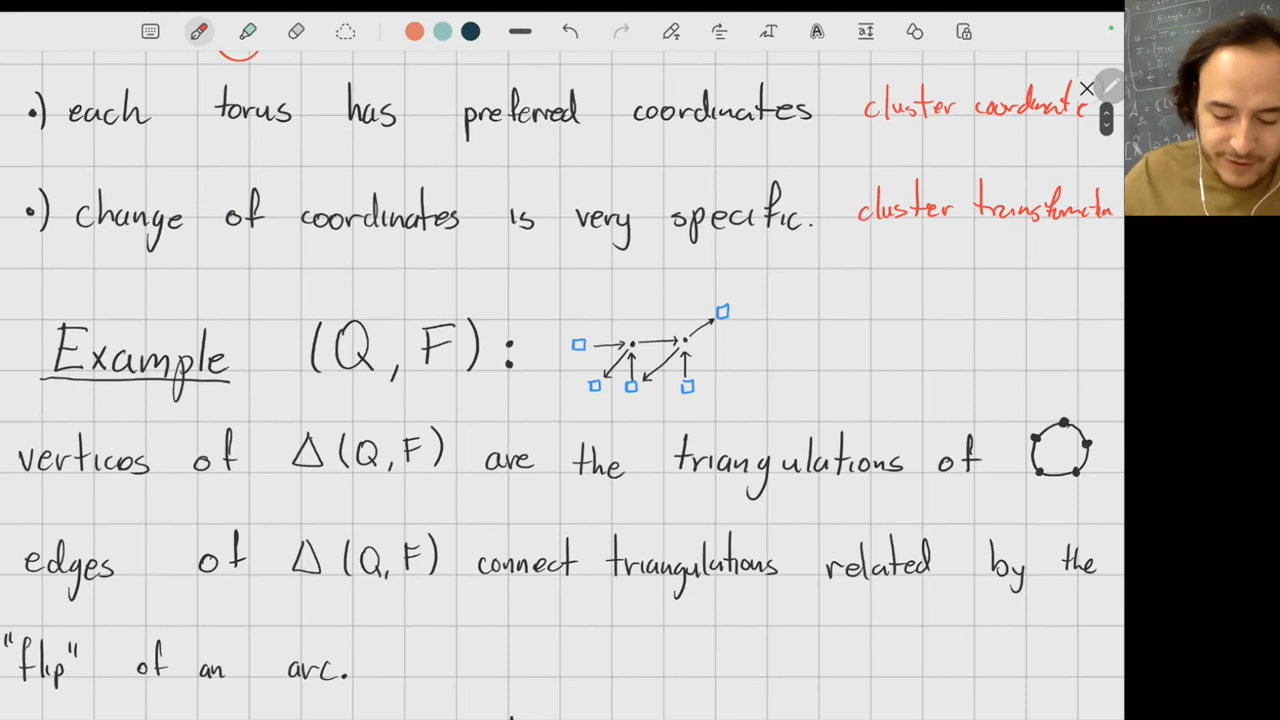 •) each torus has preferred coordinates cluster coordinate
•) change of coordinates is very specific. cluster transformation
Example (Q, F) :
vertices of Δ(Q, F) are the triangulations of
edges of Δ(Q, F) connect triangulations related by the
"flip" of an arc.